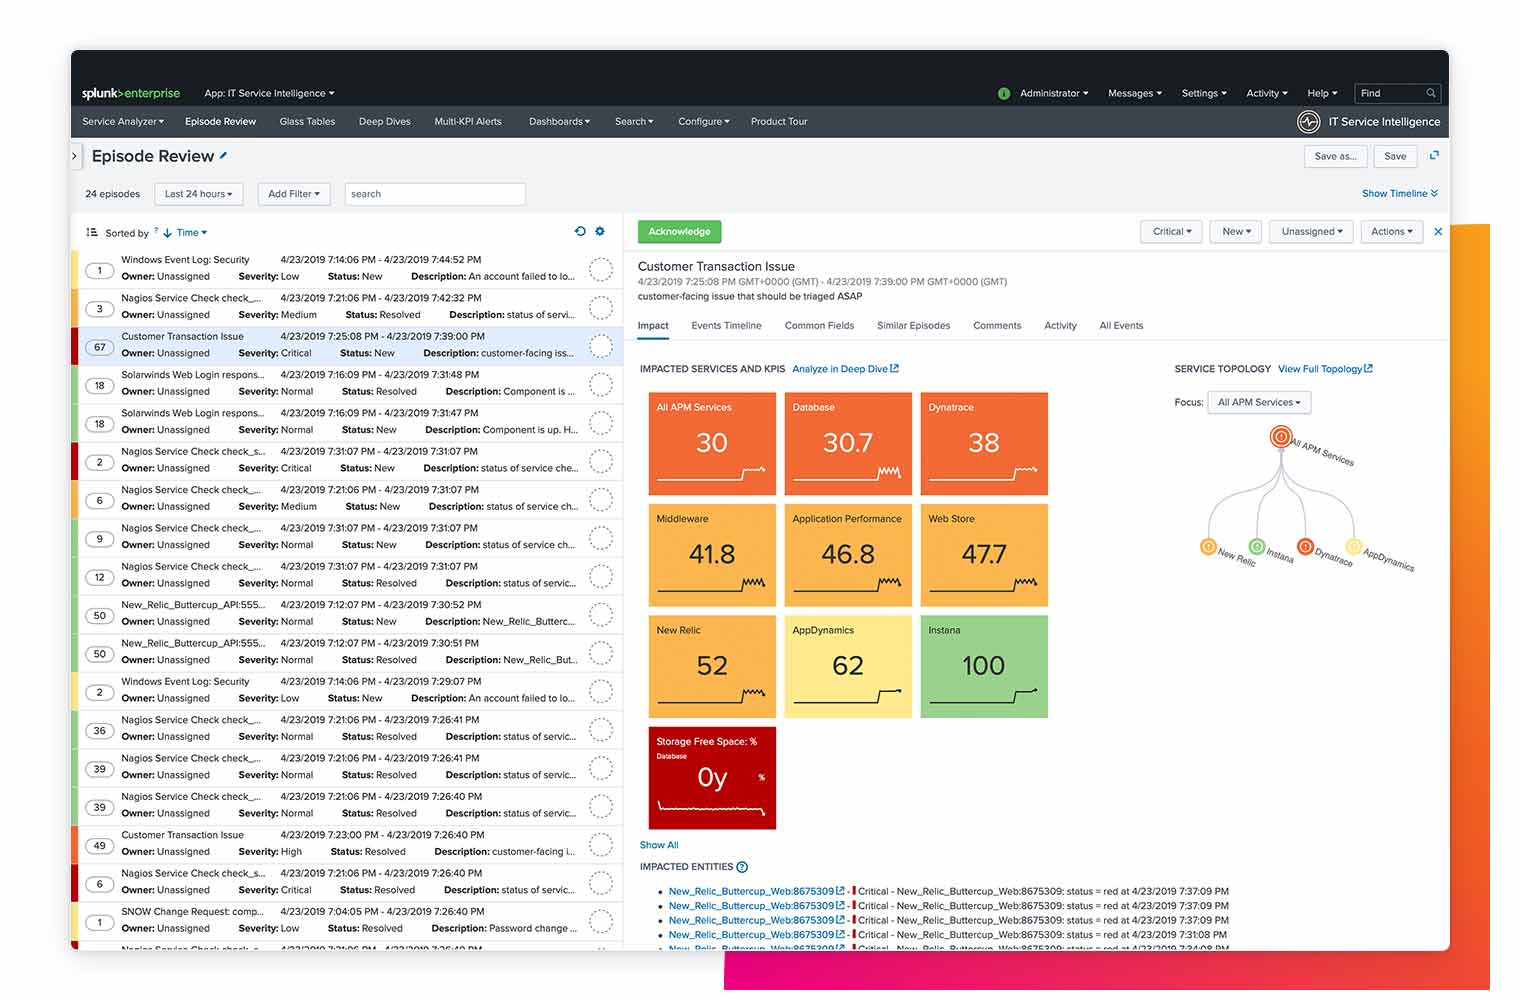 splunk>enterprise App: IT Service Intelligence
i Administrator Messages Settings Activity Help Find
Service Analyzer Episode Review Glass Tables Deep Dives Multi-KPI Alerts Dashboards Search Configure Product Tour
IT Service Intelligence
Episode Review
Save as... Save
24 episodes Last 24 hours Add Filter search
Show Timeline
Sorted by ? Time
1 Windows Event Log: Security 4/23/2019 7:14:06 PM - 4/23/2019 7:44:52 PM
Owner: Unassigned Severity: Low Status: New Description: An account failed to lo...
3 Nagios Service Check check_... 4/23/2019 7:21:06 PM - 4/23/2019 7:42:32 PM
Owner: Unassigned Severity: Medium Status: Resolved Description: status of servi...
67 Customer Transaction Issue 4/23/2019 7:25:08 PM - 4/23/2019 7:39:00 PM
Owner: Unassigned Severity: Critical Status: New Description: customer-facing iss...
18 Solarwinds Web Login respons... 4/23/2019 7:16:09 PM - 4/23/2019 7:31:48 PM
Owner: Unassigned Severity: Normal Status: Resolved Description: Component is ...
18 Solarwinds Web Login respons... 4/23/2019 7:16:09 PM - 4/23/2019 7:31:47 PM
Owner: Unassigned Severity: Normal Status: New Description: Component is up. H...
2 Nagios Service Check check_s... 4/23/2019 7:31:07 PM - 4/23/2019 7:31:07 PM
Owner: Unassigned Severity: Critical Status: New Description: status of service che...
6 Nagios Service Check check_... 4/23/2019 7:21:06 PM - 4/23/2019 7:31:07 PM
Owner: Unassigned Severity: Medium Status: New Description: status of service ch...
9 Nagios Service Check check_... 4/23/2019 7:31:07 PM - 4/23/2019 7:31:07 PM
Owner: Unassigned Severity: Normal Status: New Description: status of service ch...
12 Nagios Service Check check_... 4/23/2019 7:31:07 PM - 4/23/2019 7:31:07 PM
Owner: Unassigned Severity: Normal Status: Resolved Description: status of servic...
50 New_Relic_Buttercup_API:555... 4/23/2019 7:12:07 PM - 4/23/2019 7:30:52 PM
Owner: Unassigned Severity: Normal Status: New Description: New_Relic_Butterc...
50 New_Relic_Buttercup_API:555... 4/23/2019 7:12:07 PM - 4/23/2019 7:30:51 PM
Owner: Unassigned Severity: Normal Status: Resolved Description: New_Relic_But...
2 Windows Event Log: Security 4/23/2019 7:14:06 PM - 4/23/2019 7:29:07 PM
Owner: Unassigned Severity: Low Status: New Description: An account failed to lo...
36 Nagios Service Check check_... 4/23/2019 7:21:06 PM - 4/23/2019 7:26:41 PM
Owner: Unassigned Severity: Normal Status: Resolved Description: status of servic...
39 Nagios Service Check check_... 4/23/2019 7:21:06 PM - 4/23/2019 7:26:41 PM
Owner: Unassigned Severity: Normal Status: Resolved Description: status of servic...
39 Nagios Service Check check_... 4/23/2019 7:21:06 PM - 4/23/2019 7:26:40 PM
Owner: Unassigned Severity: Normal Status: Resolved Description: status of servic...
49 Customer Transaction Issue 4/23/2019 7:23:00 PM - 4/23/2019 7:26:40 PM
Owner: Unassigned Severity: High Status: Resolved Description: customer-facing i...
6 Nagios Service Check check_s... 4/23/2019 7:21:06 PM - 4/23/2019 7:26:40 PM
Owner: Unassigned Severity: Critical Status: Resolved Description: status of servic...
1 SNOW Change Request: comp... 4/23/2019 7:04:05 PM - 4/23/2019 7:26:40 PM
Owner: Unassigned Severity: Low Status: Resolved Description: Password change ...
Nagios Service Check check_s... 4/23/2019 7:21:06 PM - 4/23/2019 7:26:40 PM
Acknowledge Critical New Unassigned Actions
Customer Transaction Issue
4/23/2019 7:25:08 PM GMT+0000 (GMT) - 4/23/2019 7:39:00 PM GMT+0000 (GMT)
customer-facing issue that should be triaged ASAP
Impact Events Timeline Common Fields Similar Episodes Comments Activity All Events
IMPACTED SERVICES AND KPIS Analyze in Deep Dive
All APM Services Database Dynatrace
30 30.7 38
Middleware Application Performance Web Store
41.8 46.8 47.7
New Relic AppDynamics Instana
52 62 100
Storage Free Space: %
Database
0y %
Show All
IMPACTED ENTITIES ?
New_Relic_Buttercup_Web:8675309 - Critical - New_Relic_Buttercup_Web:8675309: status = red at 4/23/2019 7:37:09 PM
New_Relic_Buttercup_Web:8675309 - Critical - New_Relic_Buttercup_Web:8675309: status = red at 4/23/2019 7:37:09 PM
New_Relic_Buttercup_Web:8675309 - Critical - New_Relic_Buttercup_Web:8675309: status = red at 4/23/2019 7:37:09 PM
New_Relic_Buttercup_Web:8675309 - Critical - New_Relic_Buttercup_Web:8675309: status = red at 4/23/2019 7:31:08 PM
New_Relic_Buttercup_Web:8675309 - Critical - New_Relic_Buttercup_Web:8675309: status = red at 4/23/2019 7:34:08 PM
SERVICE TOPOLOGY View Full Topology
Focus: All APM Services
All APM Services
New Relic Instana Dynatrace AppDynamics